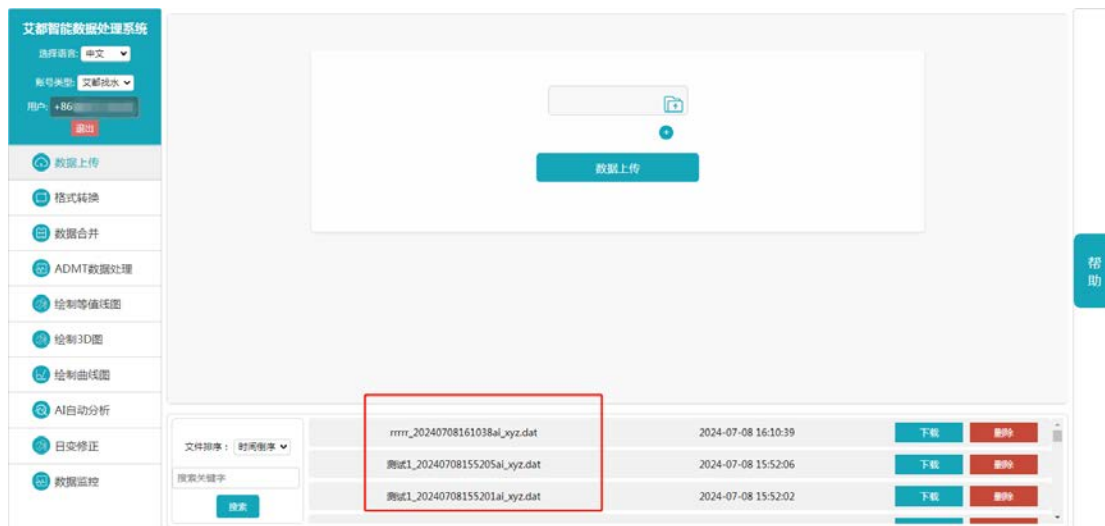 艾都智能数据处理系统
选择语言: 中文
账号类型: 艾都找水
用户: +86
退出
数据上传
格式转换
数据合并
ADMT数据处理
绘制等值线图
绘制3D图
绘制曲线图
AI自动分析
日变修正
数据监控
数据上传
帮助
文件排序: 时间倒序
搜索关键字
搜索
rrrrr_20240708161038ai_xyz.dat 2024-07-08 16:10:39 下载 删除
测试1_20240708155205ai_xyz.dat 2024-07-08 15:52:06 下载 删除
测试1_20240708155201ai_xyz.dat 2024-07-08 15:52:02 下载 删除